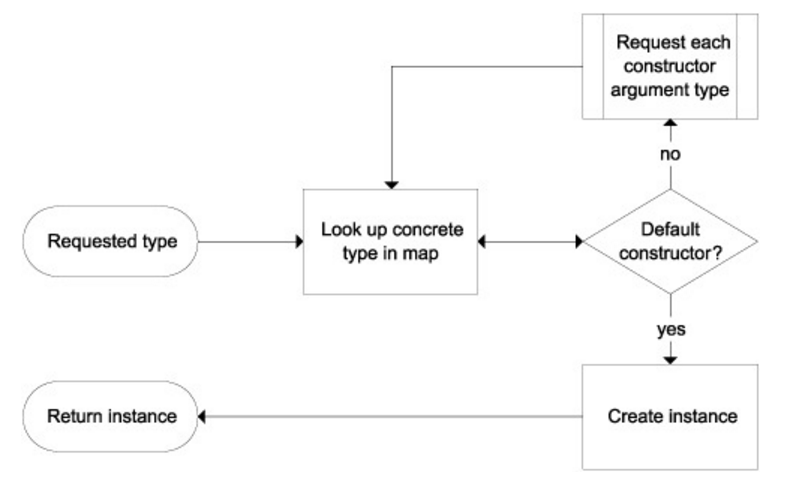 Request each
constructor
argument type
no
Requested type
Look up concrete
type in map
Default
constructor?
yes
Return instance
Create instance